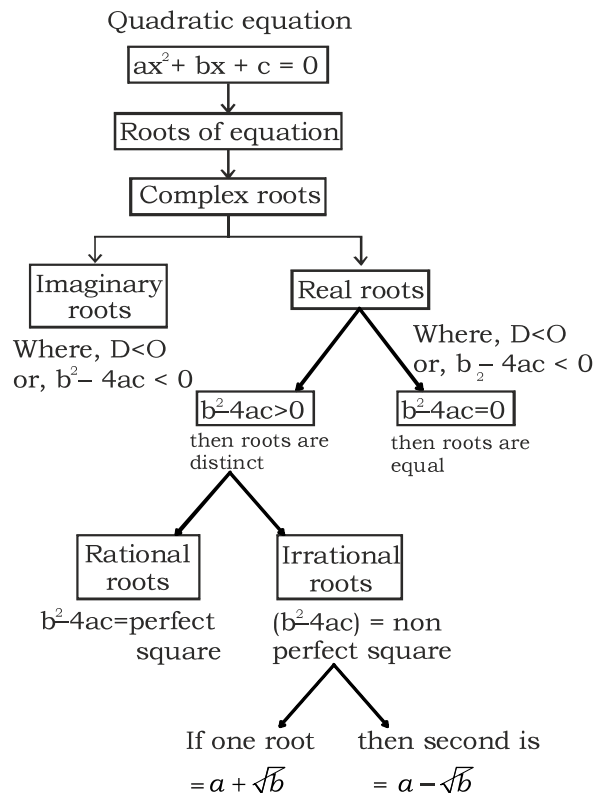 Quadratic equation
ax² + bx + c = 0
Roots of equation
Complex roots
Imaginary
roots
Real roots
Where, D<O
or, b² – 4ac < 0
Where, D<O
or, b ₂ – 4ac < 0
b²-4ac>0
then roots are
distinct
b²-4ac=0
then roots are
equal
Rational
roots
Irrational
roots
b²-4ac=perfect
square
(b²-4ac) = non
perfect square
If one root
= a + √b
then second is
= a – √b